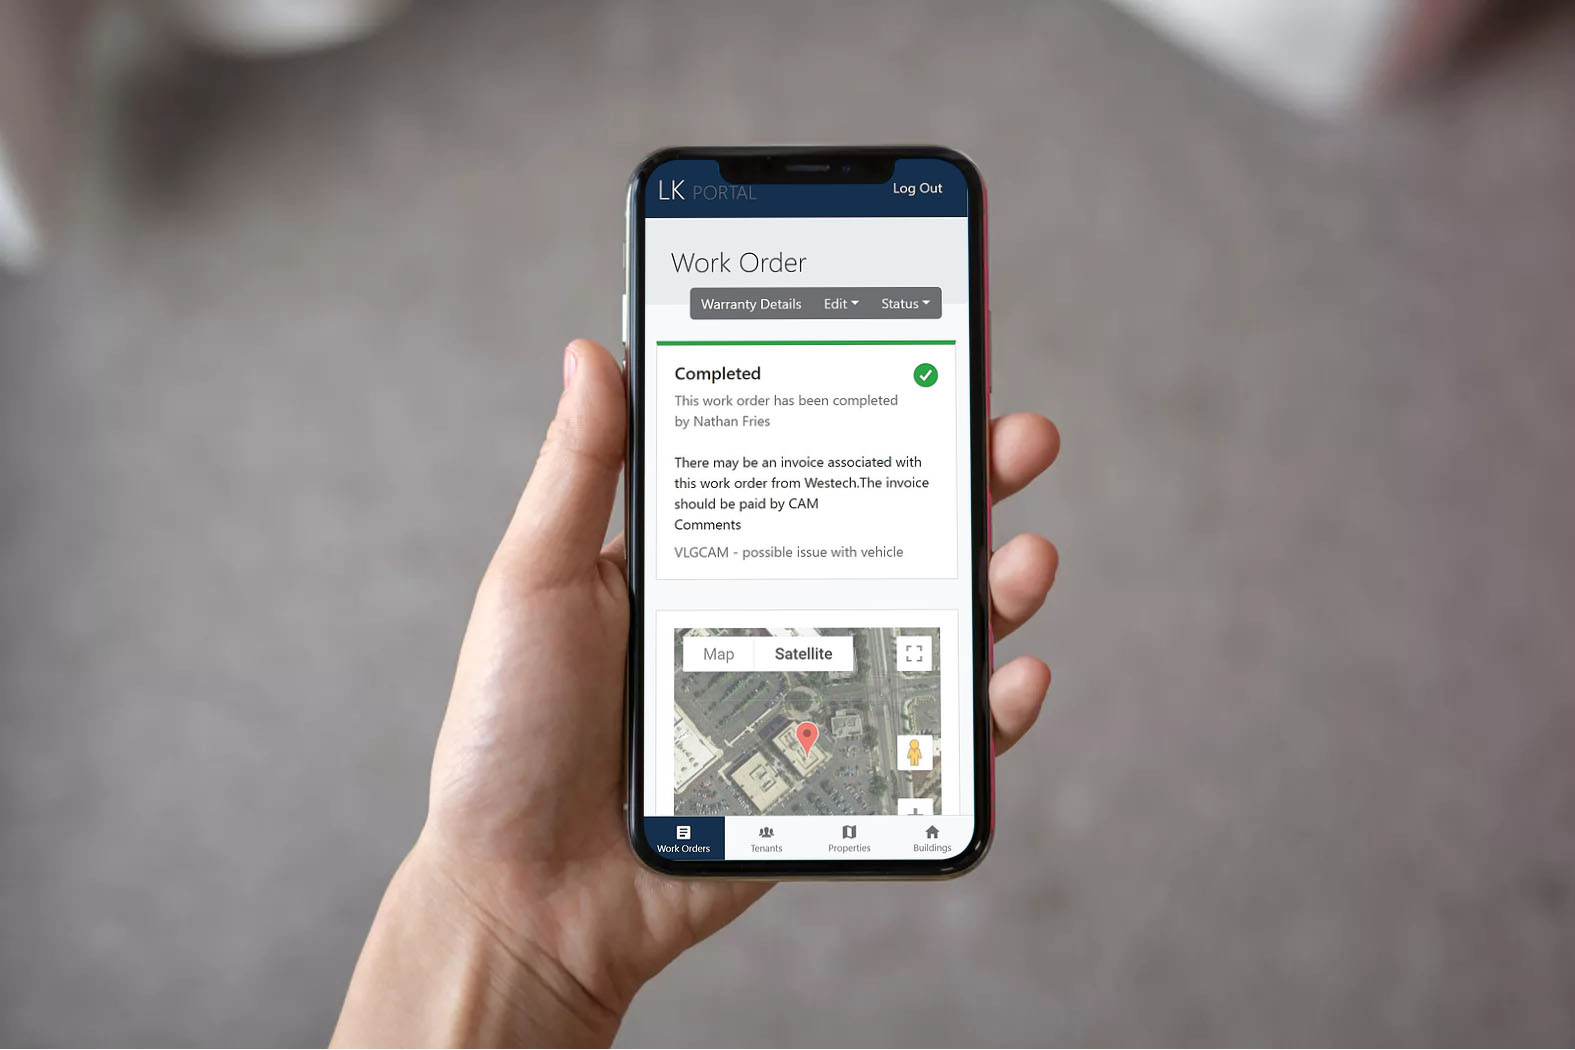 LK PORTAL
Log Out
Work Order
Warranty Details Edit Status
Completed
This work order has been completed
by Nathan Fries
There may be an invoice associated with
this work order from Westech.The invoice
should be paid by CAM
Comments
VLGCAM - possible issue with vehicle
Map Satellite
Work Orders Tenants Properties Buildings